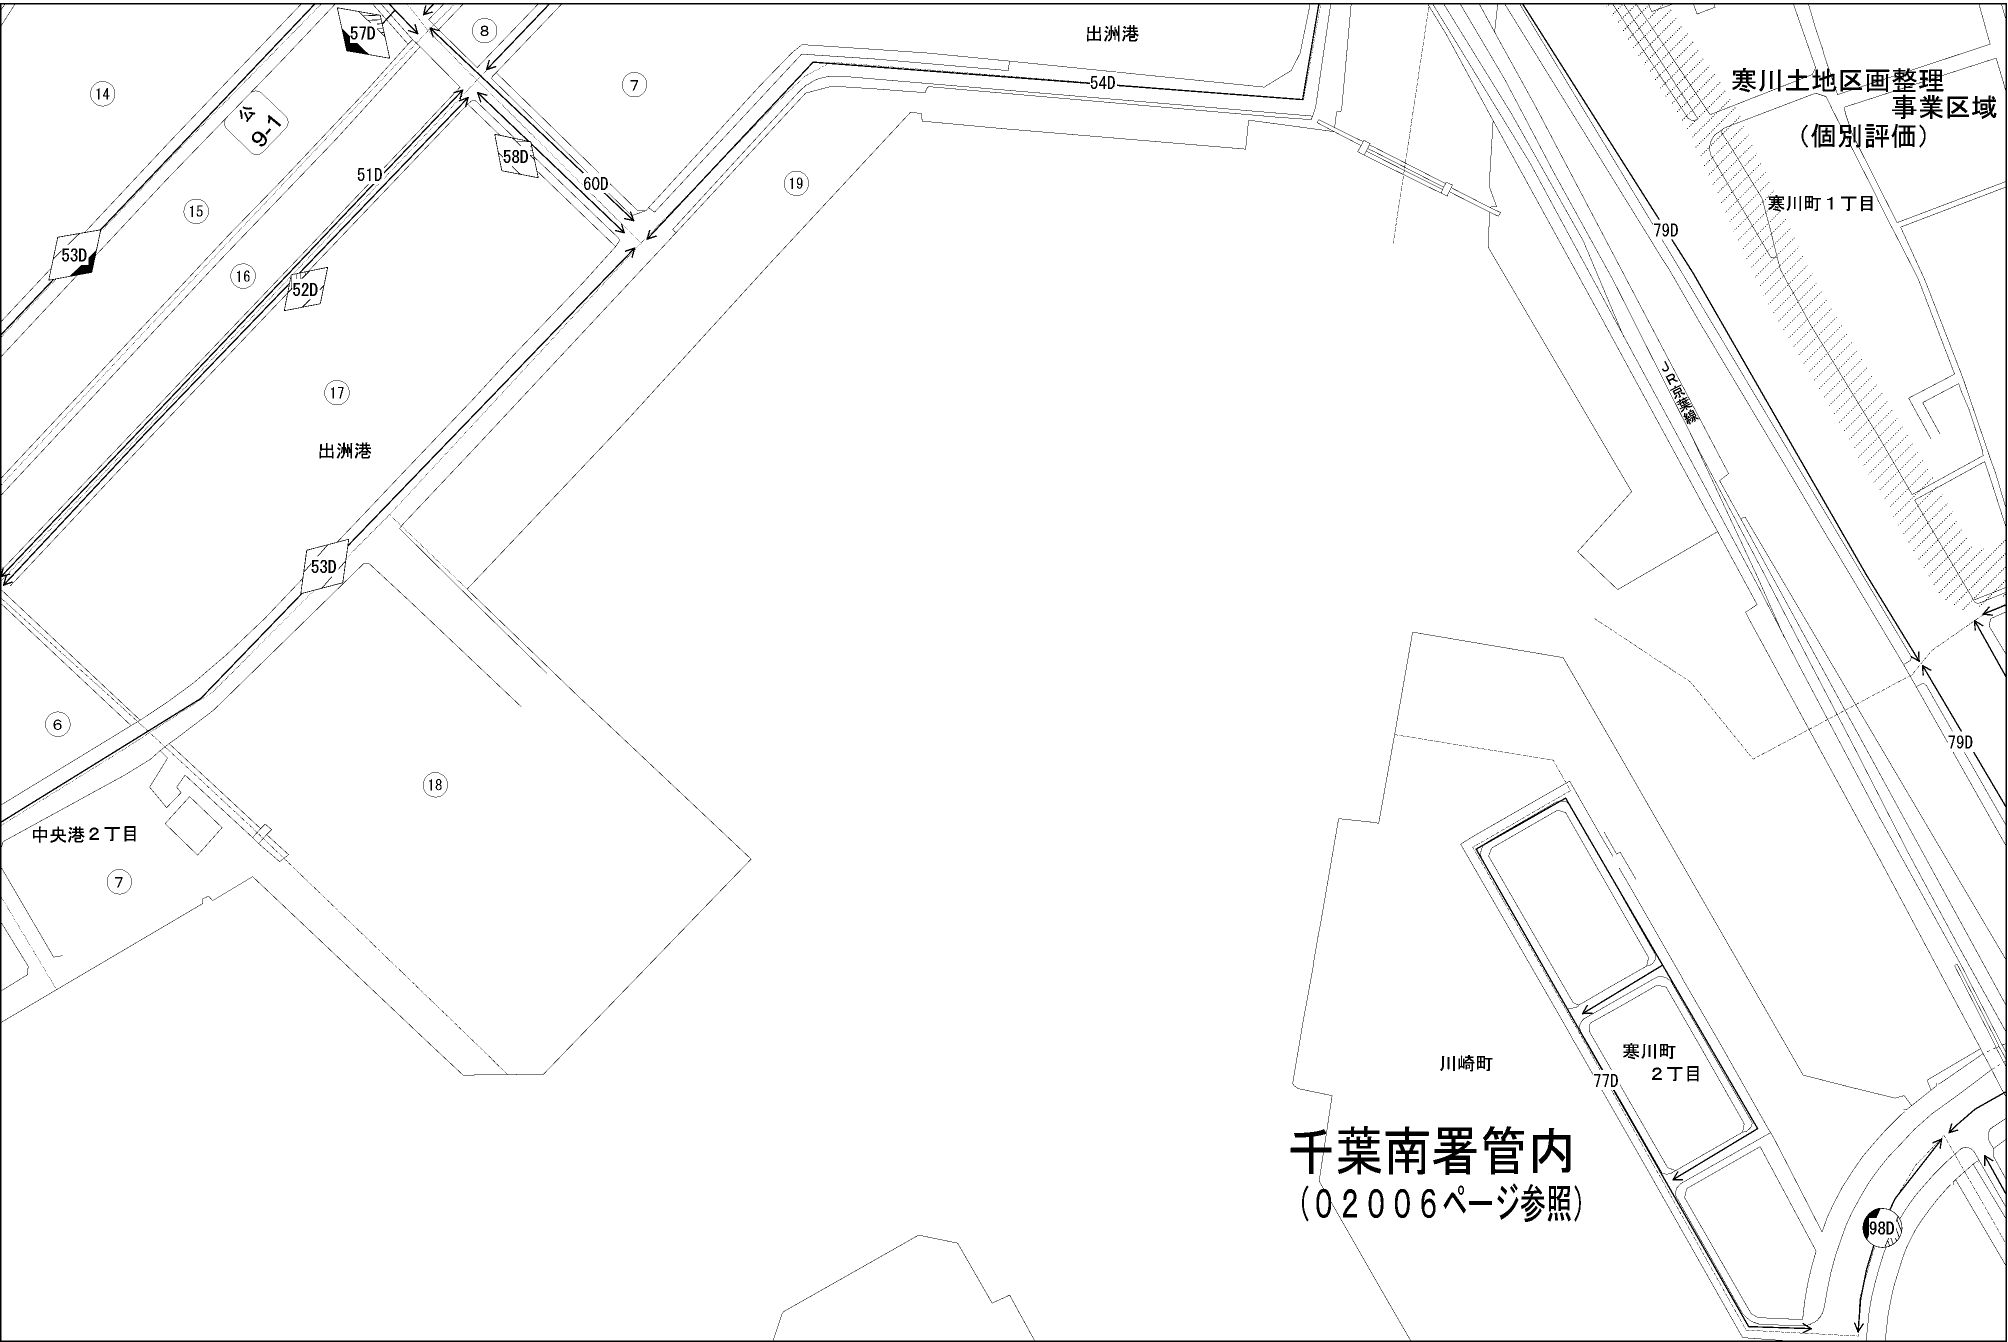 57D
8
出洲港
7
54D
14
公
9-1
寒川土地区画整理
事業区域
（個別評価）
58D
51D
60D
19
15
寒川町１丁目
79D
53D
16
52D
17
JR京葉線
出洲港
53D
6
79D
18
中央港２丁目
7
川崎町
寒川町
２丁目
77D
千葉南署管内
（０２００６ページ参照）
98D